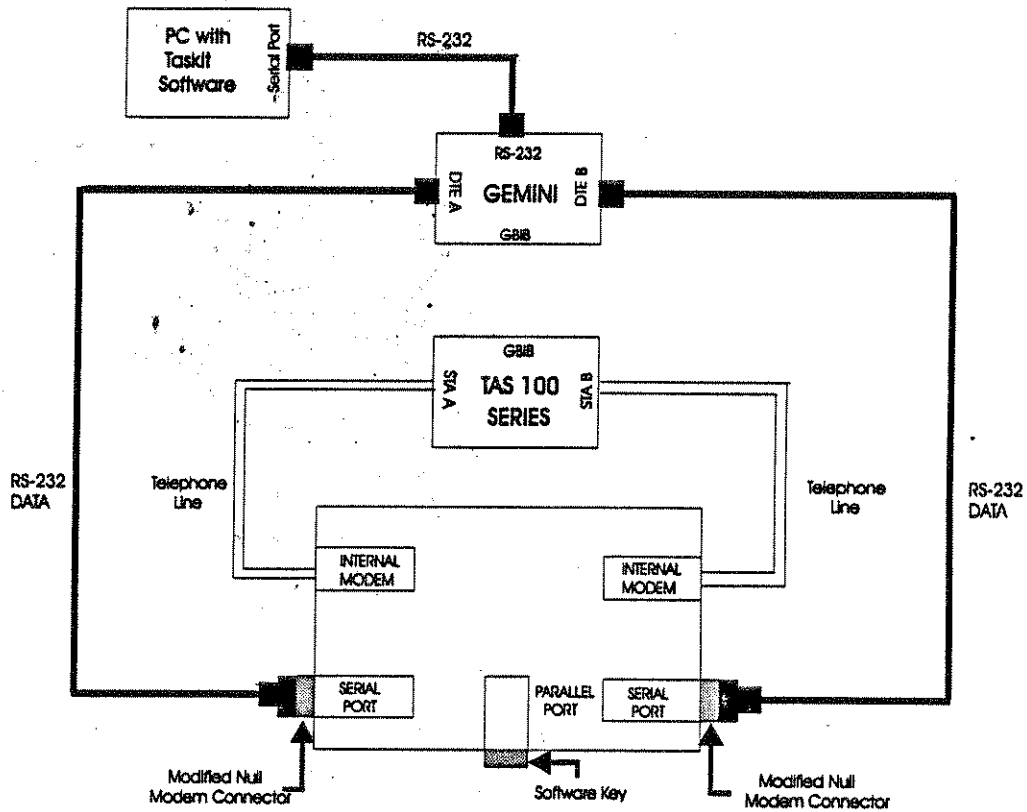 PC with
Taskit
Software
Serial Port
RS-232
RS-232
DTE A
GEMINI
DTE B
GBIB
GBIB
STA A
TAS 100
SERIES
STA B
RS-232
DATA
Telephone
Line
Telephone
Line
RS-232
DATA
INTERNAL
MODEM
INTERNAL
MODEM
SERIAL
PORT
PARALLEL
PORT
SERIAL
PORT
Modified Null
Modem Connector
Software Key
Modified Null
Modem Connector